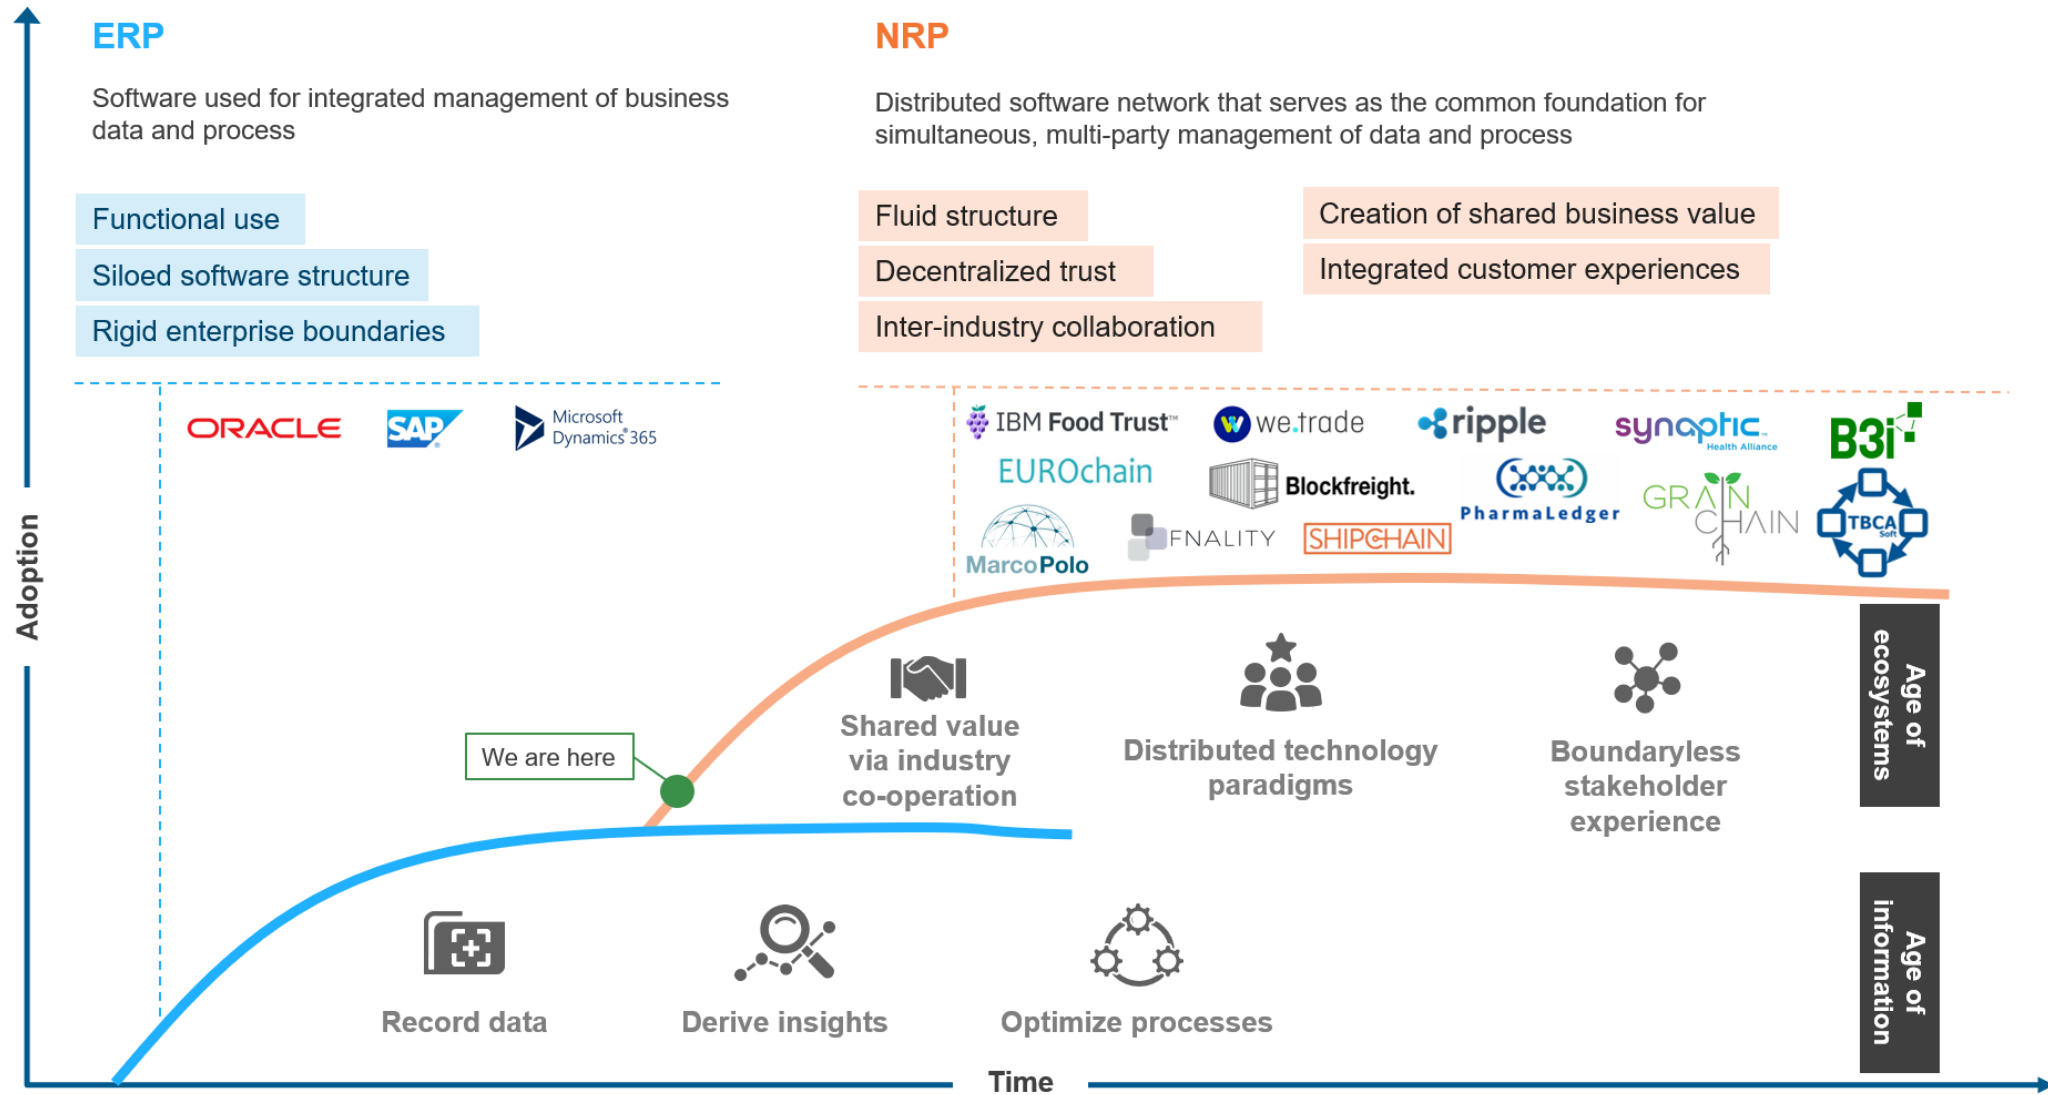 ERP
Software used for integrated management of business
data and process
Functional use
Siloed software structure
Rigid enterprise boundaries
NRP
Distributed software network that serves as the common foundation for
simultaneous, multi-party management of data and process
Fluid structure
Decentralized trust
Inter-industry collaboration
Creation of shared business value
Integrated customer experiences
ORACLE
SAP®
Microsoft
Dynamics® 365
IBM Food Trust™
we.trade
ripple
synaptic™
Health Alliance
B3i
EUROchain
Blockfreight.
PharmaLedger
GRAIN
CHAIN
TBCA
Soft
MarcoPolo
FNALITY
SHIPCHAIN
Adoption
We are here
Shared value
via industry
co-operation
Distributed technology
paradigms
Boundaryless
stakeholder
experience
Age of
ecosystems
Record data
Derive insights
Optimize processes
Age of
information
Time